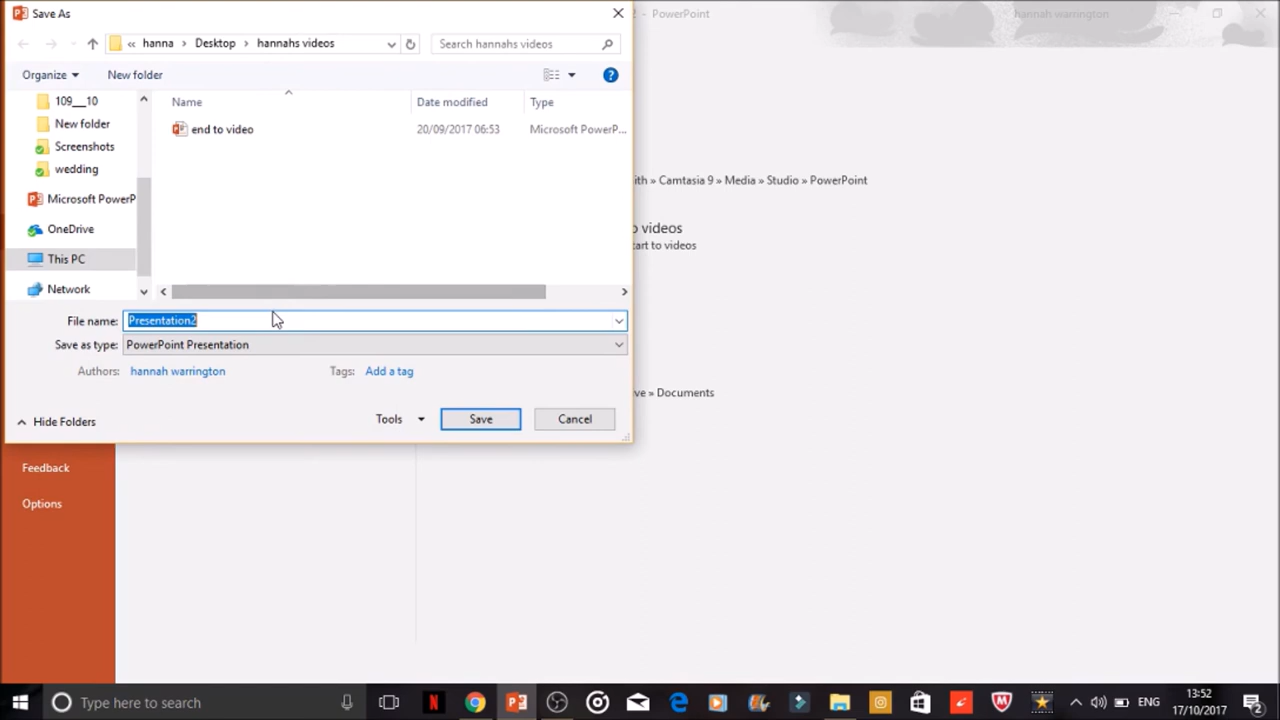 Save As
- PowerPoint
hannah warrington
« hanna > Desktop > hannahs videos
Search hannahs videos
Organize
New folder
?
109__10
New folder
Screenshots
wedding
Microsoft PowerP
OneDrive
This PC
Network
Name
Date modified
Type
end to video
20/09/2017 06:53
Microsoft PowerP...
ith » Camtasia 9 » Media » Studio » PowerPoint
o videos
tart to videos
File name: Presentation2
Save as type: PowerPoint Presentation
Authors: hannah warrington
Tags: Add a tag
ve » Documents
Hide Folders
Tools
Save
Cancel
Feedback
Options
Type here to search
ENG
13:52
17/10/2017
2